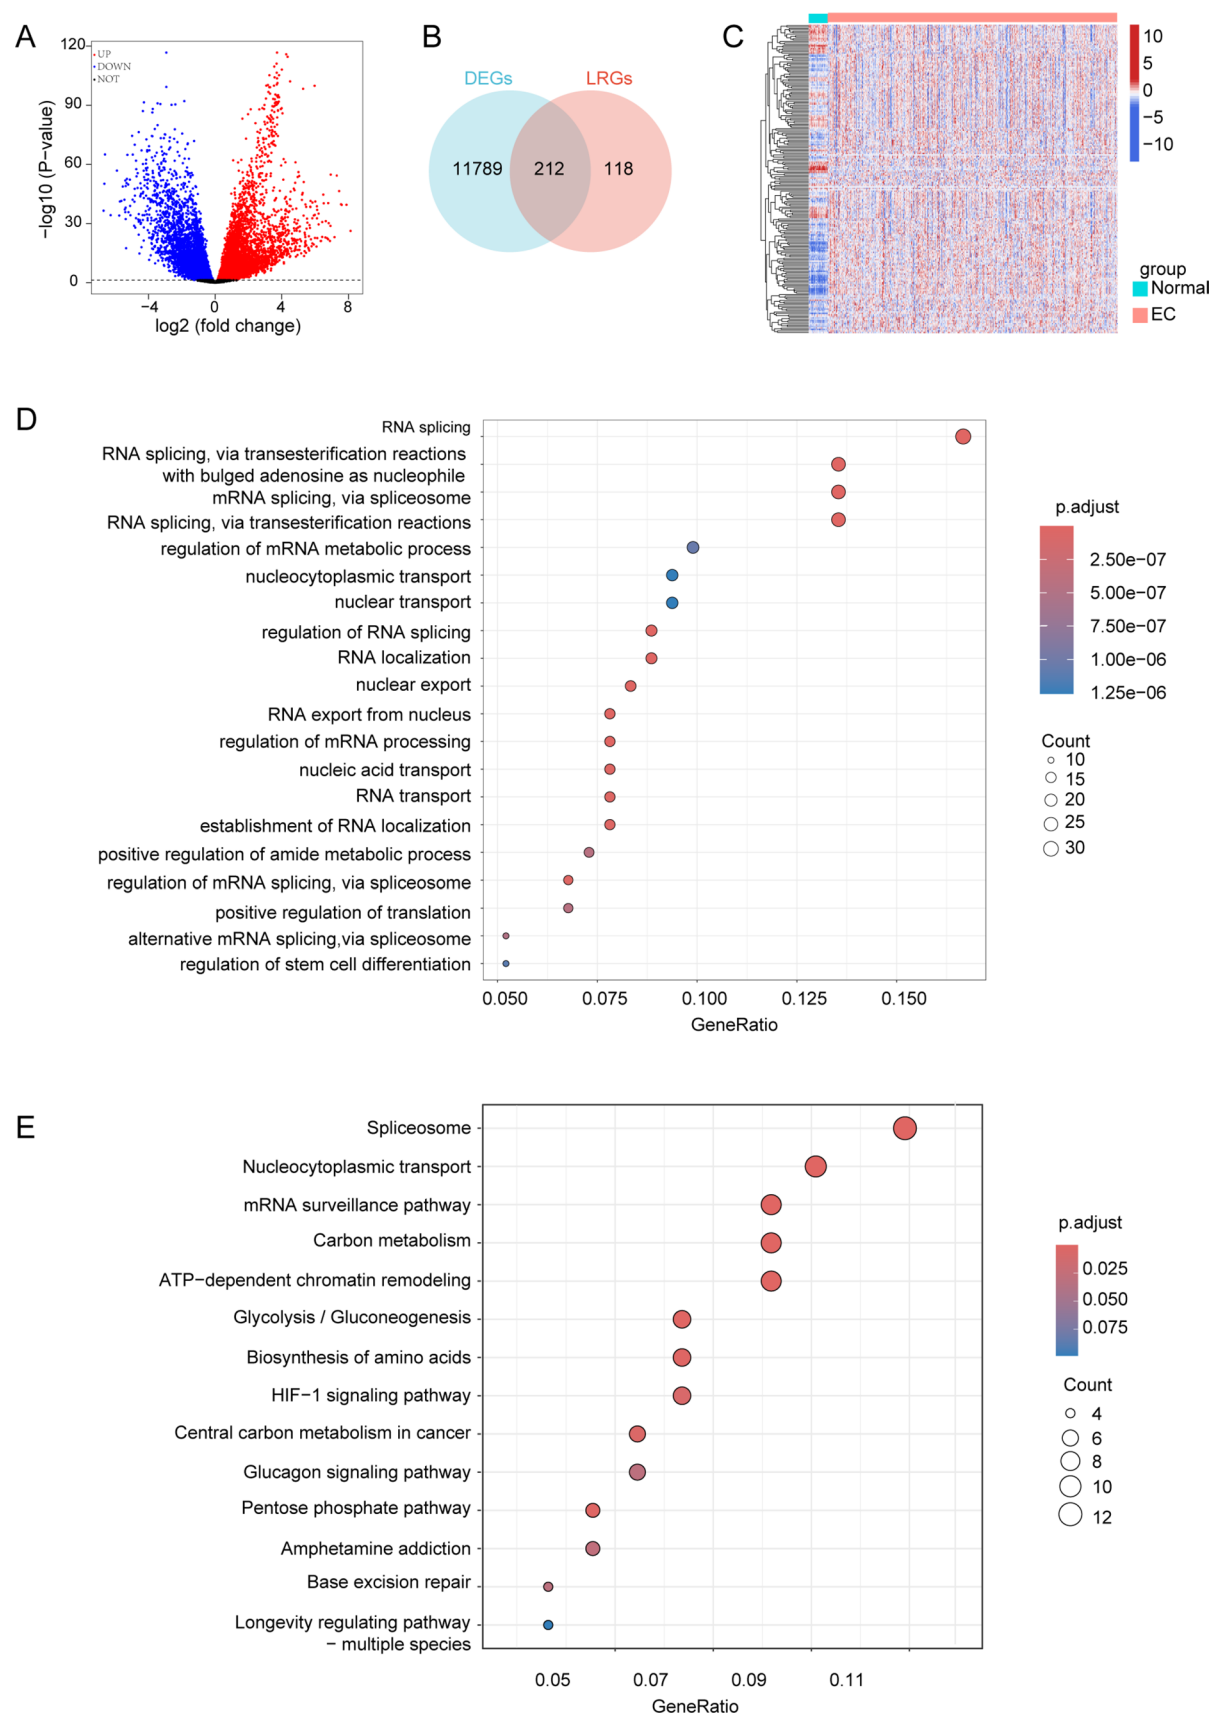 A
120
90
60
30
0
UP
DOWN
NOT
−log10 (P−value)
−4
0
4
8
log2 (fold change)
B
DEGs
LRGs
11789
212
118
C
10
5
0
−5
−10
group
Normal
EC
D
RNA splicing
RNA splicing, via transesterification reactions
with bulged adenosine as nucleophile
mRNA splicing, via spliceosome
RNA splicing, via transesterification reactions
regulation of mRNA metabolic process
nucleocytoplasmic transport
nuclear transport
regulation of RNA splicing
RNA localization
nuclear export
RNA export from nucleus
regulation of mRNA processing
nucleic acid transport
RNA transport
establishment of RNA localization
positive regulation of amide metabolic process
regulation of mRNA splicing, via spliceosome
positive regulation of translation
alternative mRNA splicing,via spliceosome
regulation of stem cell differentiation
0.050
0.075
0.100
0.125
0.150
GeneRatio
p.adjust
2.50e−07
5.00e−07
7.50e−07
1.00e−06
1.25e−06
Count
10
15
20
25
30
E
Spliceosome
Nucleocytoplasmic transport
mRNA surveillance pathway
Carbon metabolism
ATP−dependent chromatin remodeling
Glycolysis / Gluconeogenesis
Biosynthesis of amino acids
HIF−1 signaling pathway
Central carbon metabolism in cancer
Glucagon signaling pathway
Pentose phosphate pathway
Amphetamine addiction
Base excision repair
Longevity regulating pathway
− multiple species
0.05
0.07
0.09
0.11
GeneRatio
p.adjust
0.025
0.050
0.075
Count
4
6
8
10
12